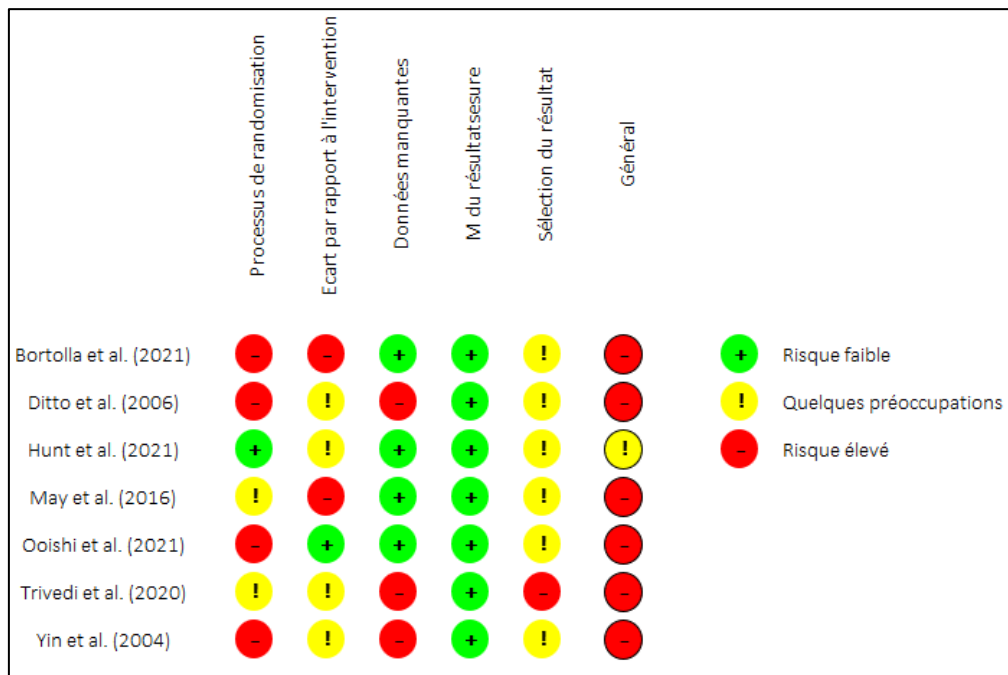 Processus de randomisation
Ecart par rapport à l'intervention
Données manquantes
M du résultatsesure
Sélection du résultat
Général
Bortolla et al. (2021) - - + + ! -
+ Risque faible
Ditto et al. (2006) - ! - + ! -
! Quelques préoccupations
Hunt et al. (2021) + ! + + ! !
- Risque élevé
May et al. (2016) ! - + + ! -
Ooishi et al. (2021) - + + + ! -
Trivedi et al. (2020) ! ! - + - -
Yin et al. (2004) - ! - + ! -